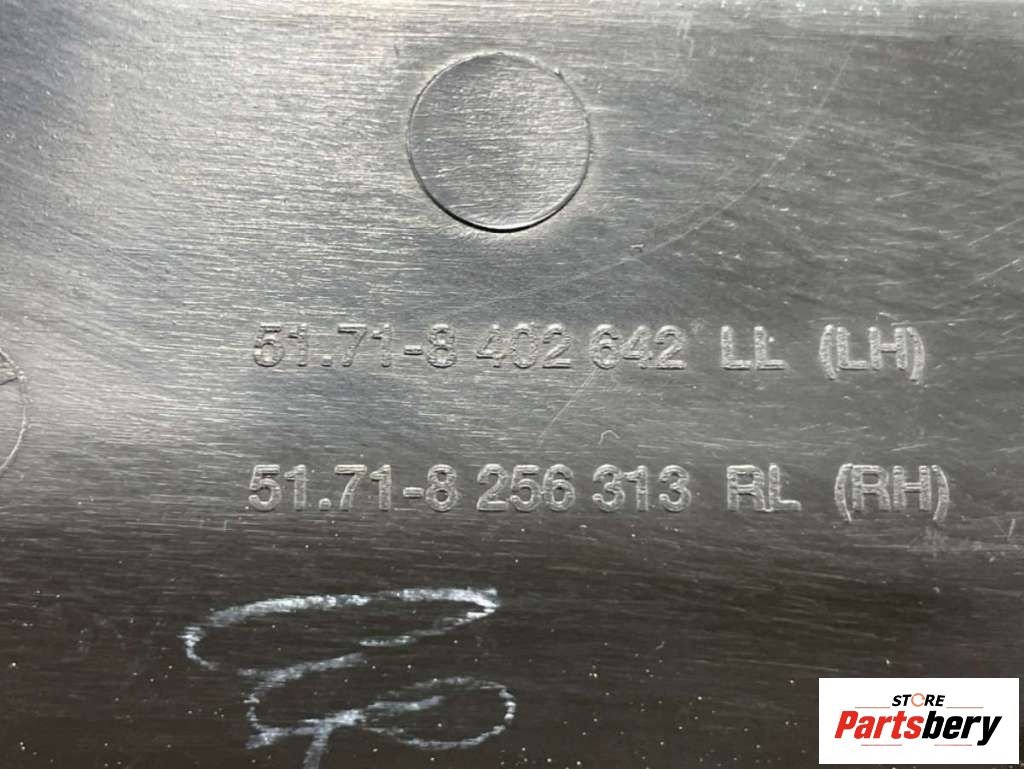 51.71-8 402 642 LL (LH)
51.71-8 256 313 RL (RH)
STORE
Partsbery